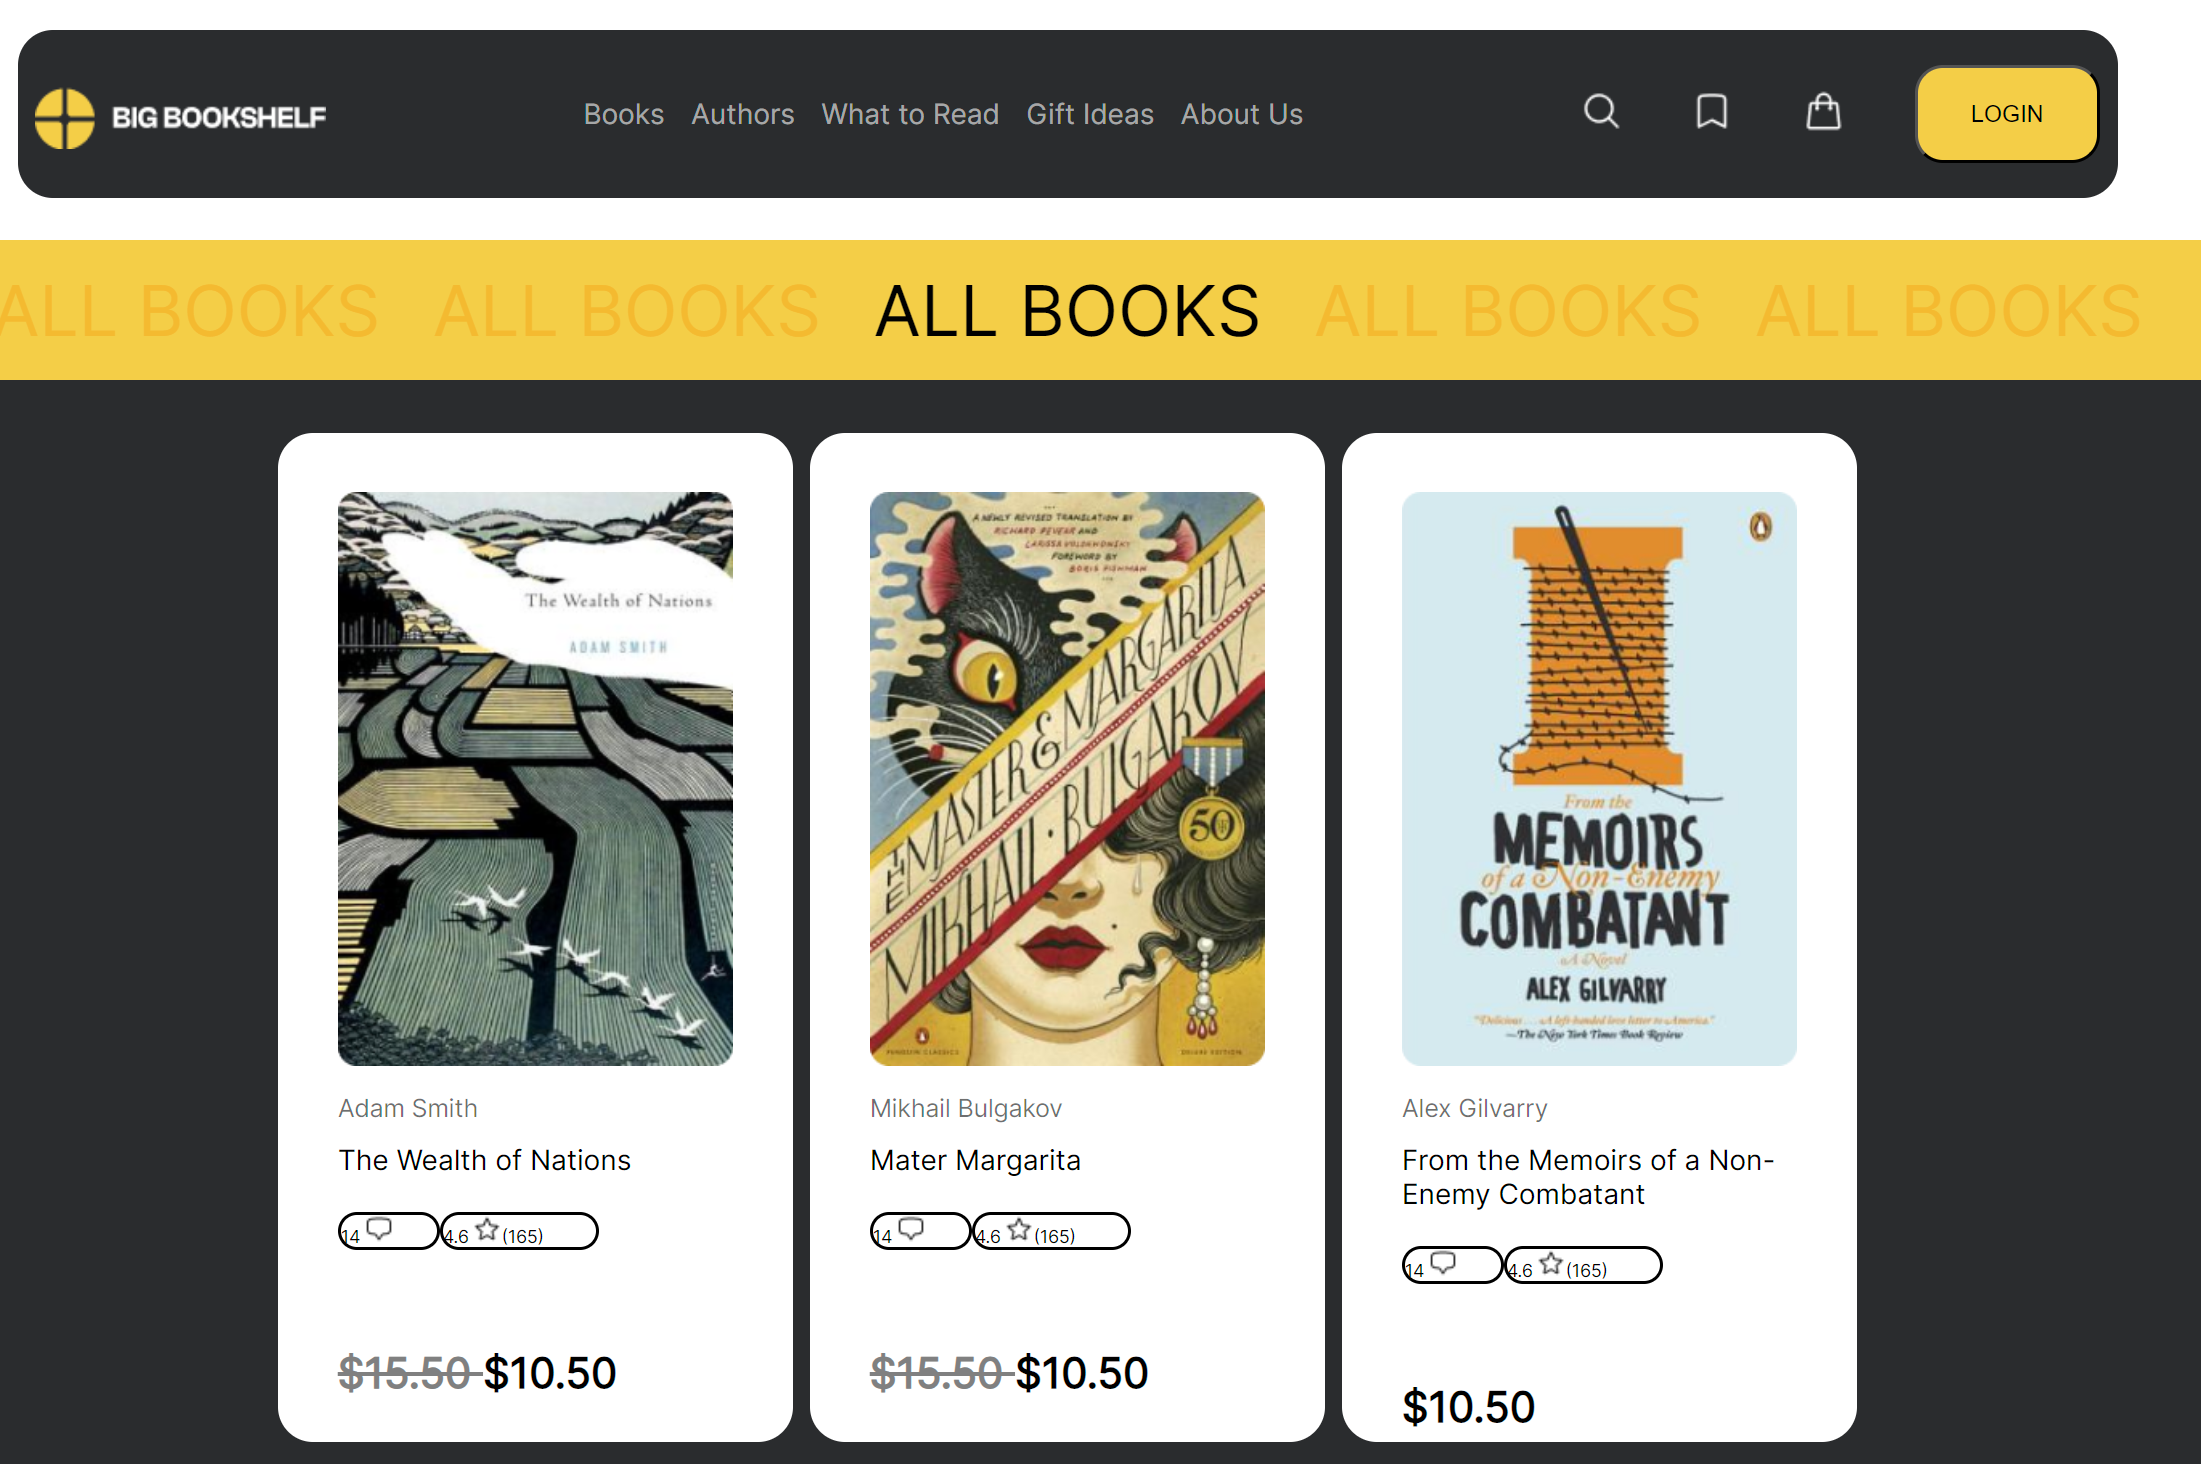 BIG BOOKSHELF
Books Authors What to Read Gift Ideas About Us
LOGIN
ALL BOOKS ALL BOOKS ALL BOOKS ALL BOOKS ALL BOOKS
The Wealth of Nations
ADAM SMITH
A NEWLY REVISED TRANSLATION BY
RICHARD PEVEAR AND
LARISSA VOLOKHONSKY
FOREWORD BY
BORIS FISHMAN
THE MASTER & MARGARITA
MIKHAIL · BULGAKOV
50
PENGUIN CLASSICS
DELUXE EDITION
From the
MEMOIRS
of a Non-Enemy
COMBATANT
A Novel
ALEX GILVARRY
"Delicious . . . A left-handed love letter to America."
—The New York Times Book Review
Adam Smith
The Wealth of Nations
14 4.6 (165)
$15.50 $10.50
Mikhail Bulgakov
Mater Margarita
14 4.6 (165)
$15.50 $10.50
Alex Gilvarry
From the Memoirs of a Non-
Enemy Combatant
14 4.6 (165)
$10.50